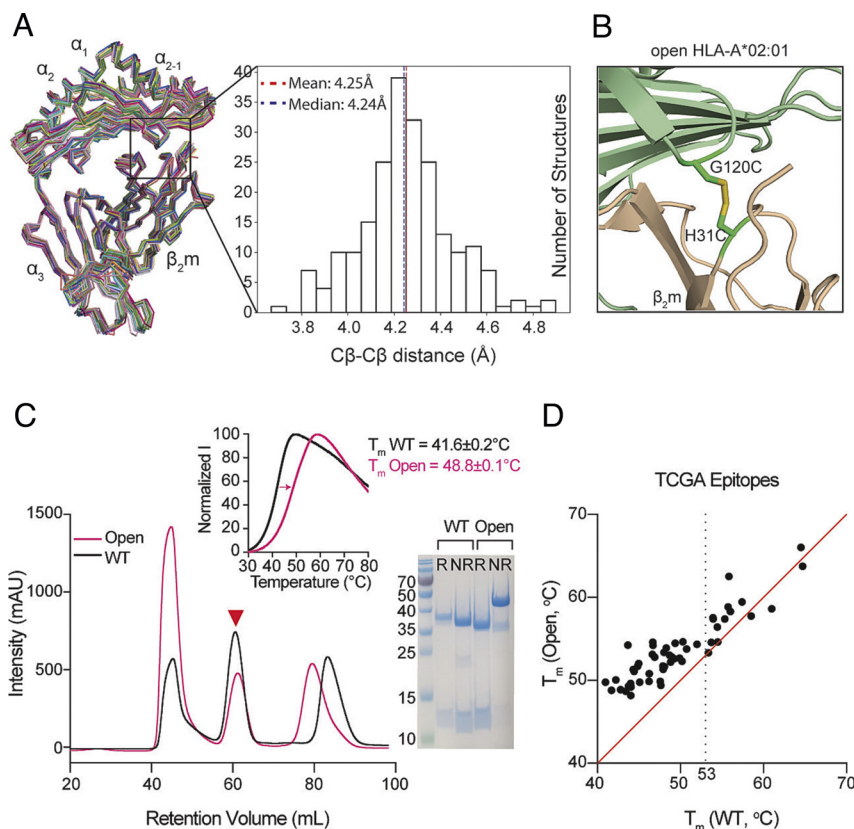 A
α1
α2
α2-1
α3
β2m
Mean: 4.25Å
Median: 4.24Å
40
35
30
25
20
15
10
5
0
3.8 4.0 4.2 4.4 4.6 4.8
Cβ-Cβ distance (Å)
Number of Structures
B
open HLA-A*02:01
G120C
H31C
β2m
C
Normalized I
100
80
60
40
20
0
30 40 50 60 70 80
Temperature (°C)
Tm WT = 41.6±0.2°C
Tm Open = 48.8±0.1°C
Open
WT
Intensity (mAU)
1500
1000
500
0
20 40 60 80 100
Retention Volume (mL)
WT Open
R NR R NR
70
50
40
35
25
15
10
D
TCGA Epitopes
Tm (Open, °C)
70
60
50
40
40 50 53 60 70
Tm (WT, °C)